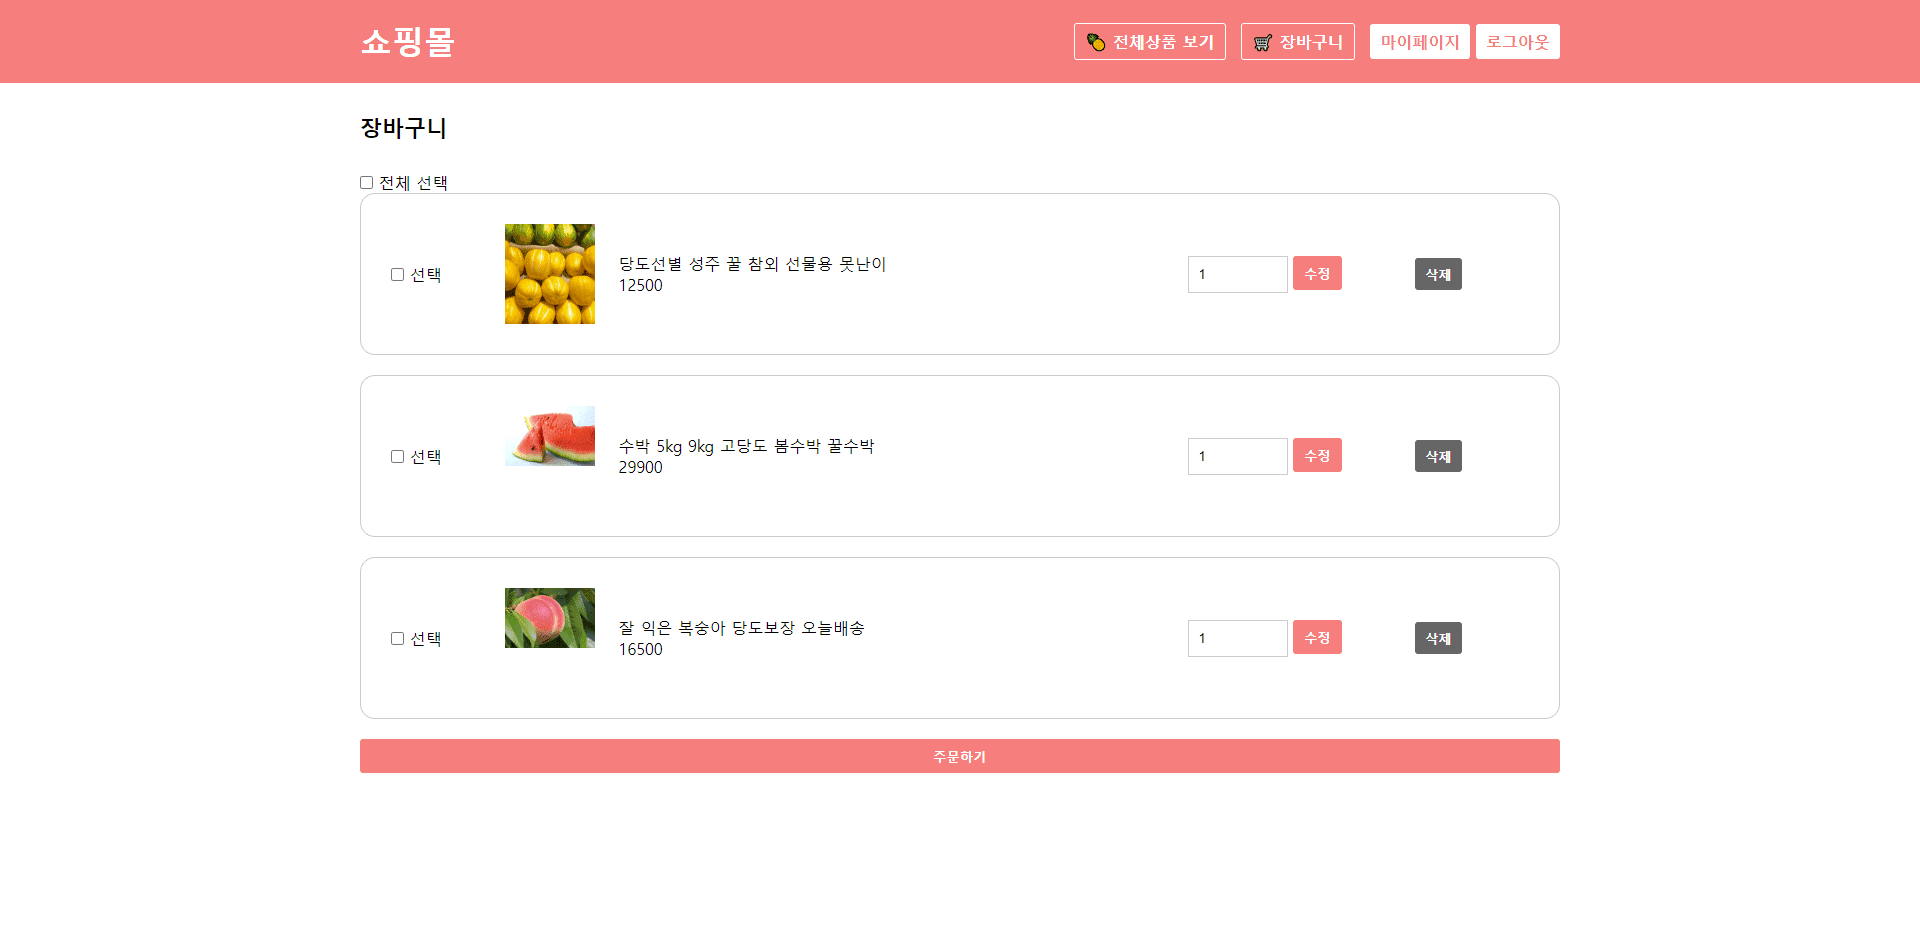 쇼핑몰
전체상품 보기
장바구니
마이페이지
로그아웃
장바구니
전체 선택
선택
당도선별 성주 꿀 참외 선물용 못난이
12500
1
수정
삭제
선택
수박 5kg 9kg 고당도 봄수박 꿀수박
29900
1
수정
삭제
선택
잘 익은 복숭아 당도보장 오늘배송
16500
1
수정
삭제
주문하기